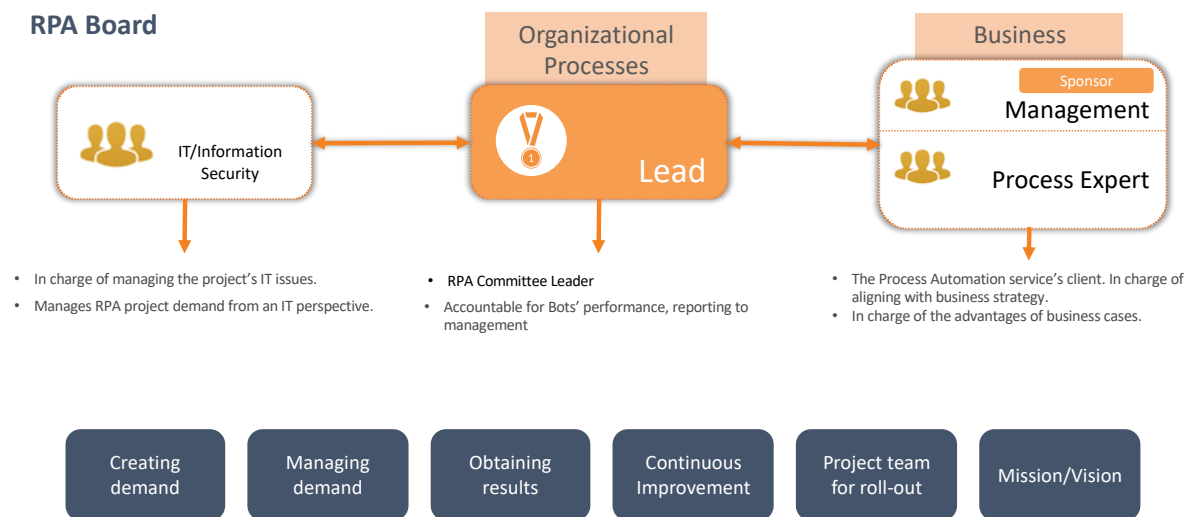 RPA Board
Organizational
Processes
Business
IT/Information
Security
1
Lead
Sponsor
Management
Process Expert
• In charge of managing the project's IT issues.
• Manages RPA project demand from an IT perspective.
• RPA Committee Leader
• Accountable for Bots' performance, reporting to
management
• The Process Automation service's client. In charge of
aligning with business strategy.
• In charge of the advantages of business cases.
Creating
demand
Managing
demand
Obtaining
results
Continuous
Improvement
Project team
for roll-out
Mission/Vision